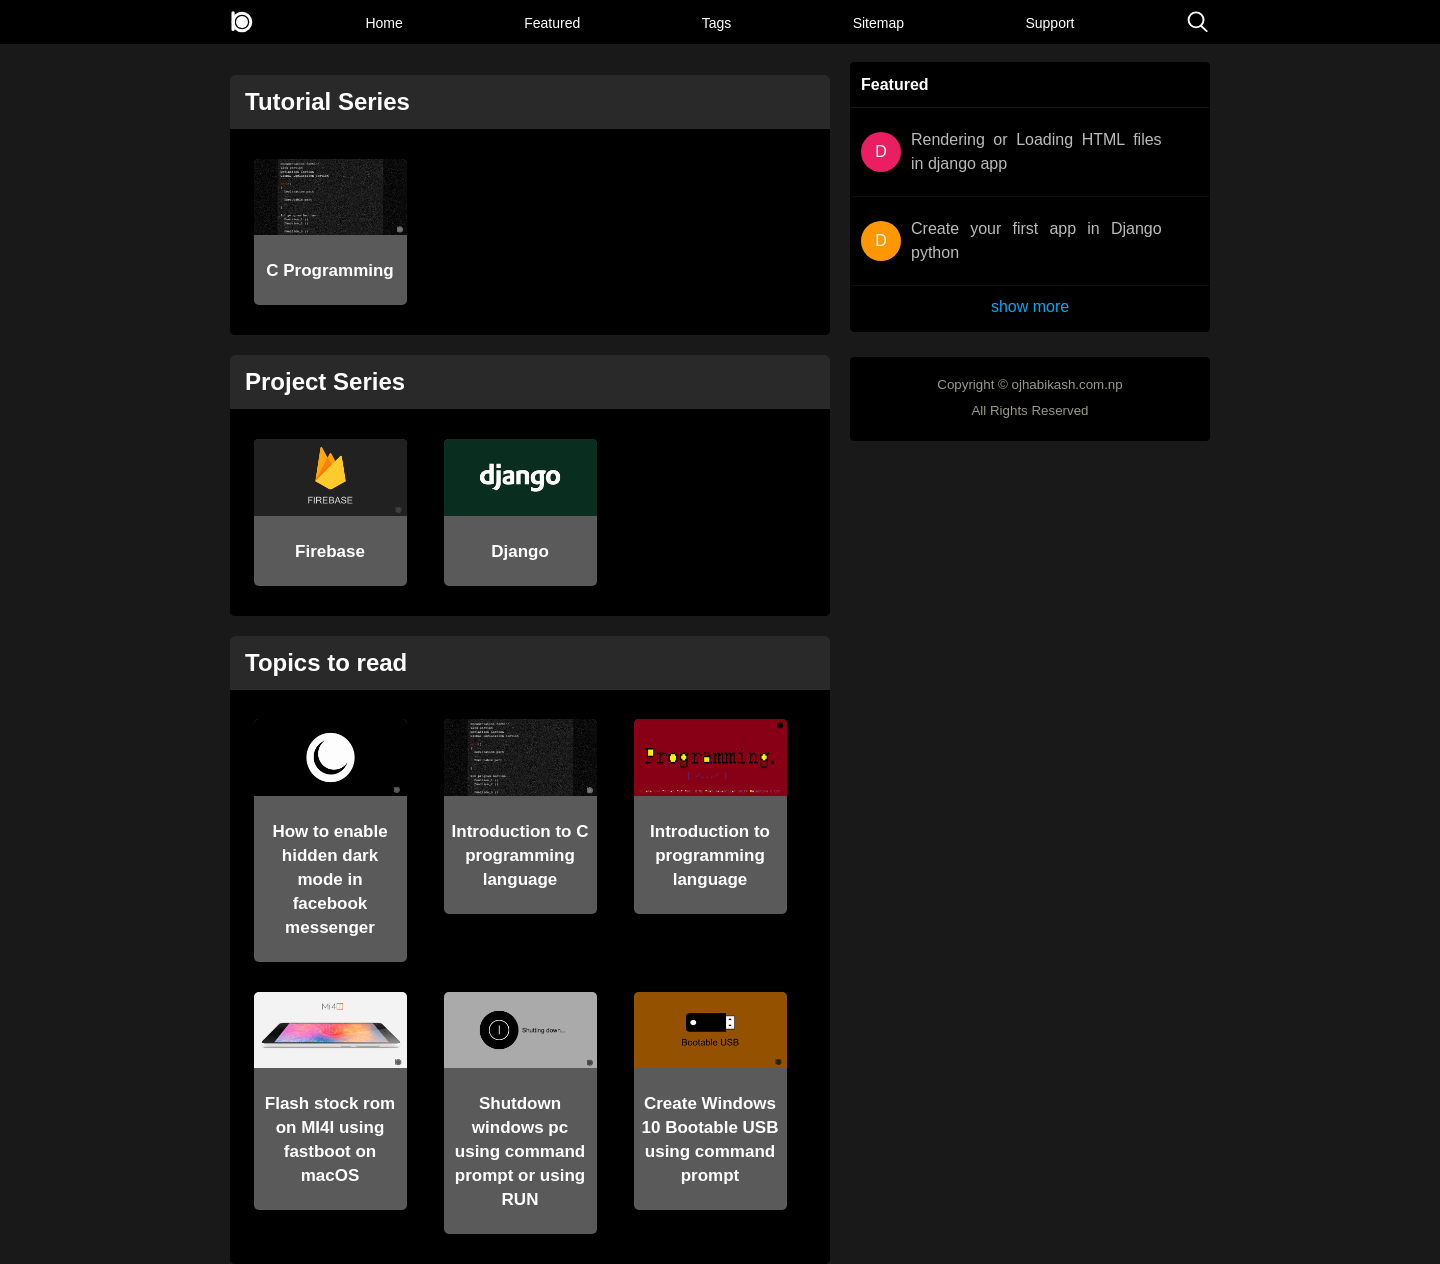 Home Featured Tags Sitemap Support
Tutorial Series
C Programming
Project Series
FIREBASE
Firebase
django
Django
Topics to read
How to enable
hidden dark
mode in
facebook
messenger
Introduction to C
programming
language
Programming.
Introduction to
programming
language
Mi 4i
Flash stock rom
on MI4I using
fastboot on
macOS
Shutting down...
Shutdown
windows pc
using command
prompt or using
RUN
Bootable USB
Create Windows
10 Bootable USB
using command
prompt
Featured
D
Rendering or Loading HTML files
in django app
D
Create your first app in Django
python
show more
Copyright © ojhabikash.com.np
All Rights Reserved